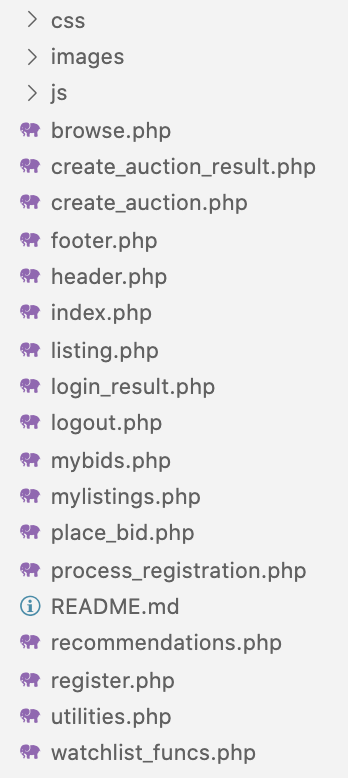 css
images
js
browse.php
create_auction_result.php
create_auction.php
footer.php
header.php
index.php
listing.php
login_result.php
logout.php
mybids.php
mylistings.php
place_bid.php
process_registration.php
README.md
recommendations.php
register.php
utilities.php
watchlist_funcs.php